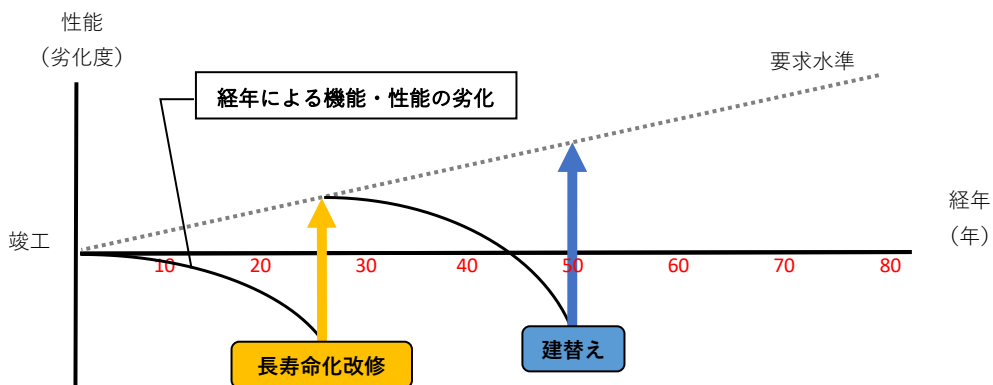 性能
（劣化度）
要求水準
経年による機能・性能の劣化
経年
（年）
竣工
10 20 30 40 50 60 70 80
建替え
長寿命化改修